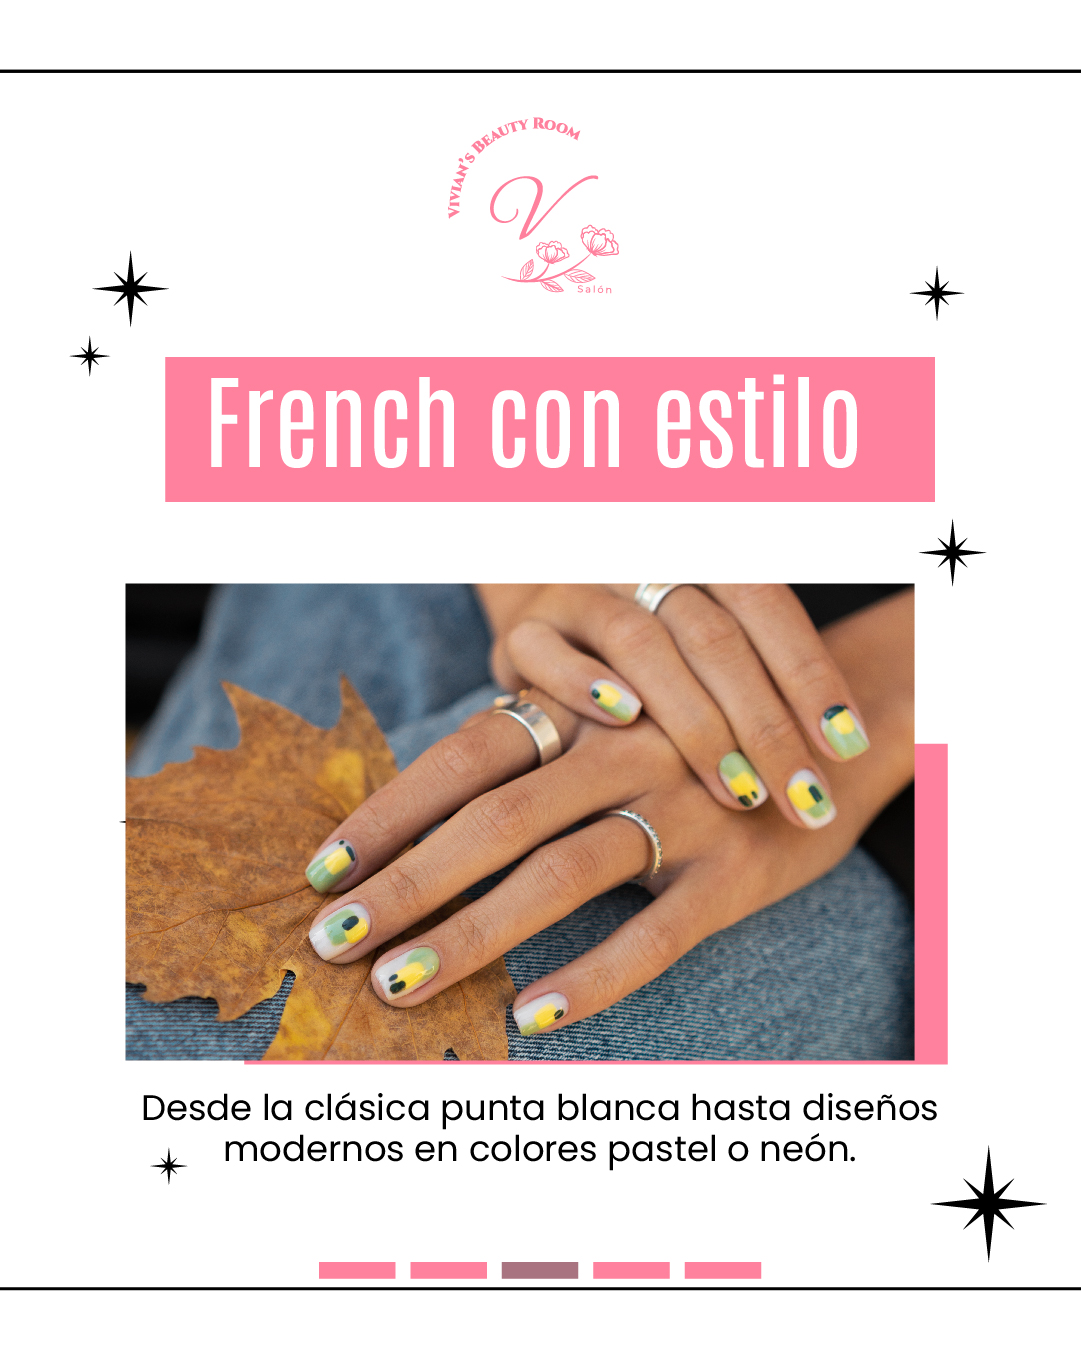 Vivian's Beauty Room
V
Salón
French con estilo
Desde la clásica punta blanca hasta diseños
modernos en colores pastel o neón.